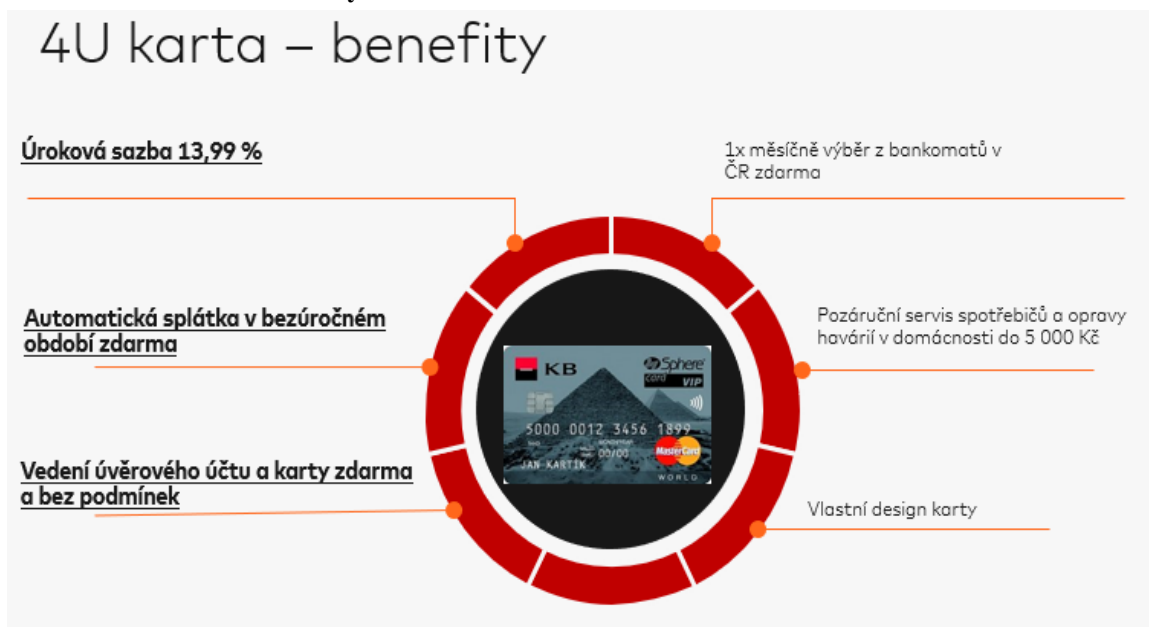 4U karta – benefity
Úroková sazba 13,99 %
1x měsíčně výběr z bankomatů v
ČR zdarma
Automatická splátka v bezúročném
období zdarma
Pozáruční servis spotřebičů a opravy
havárií v domácnosti do 5 000 Kč
Vedení úvěrového účtu a karty zdarma
a bez podmínek
Vlastní design karty
KB
Sphere
card VIP
5000 0012 3456 1899
00/00
JAN KARTÍK
MasterCard
WORLD